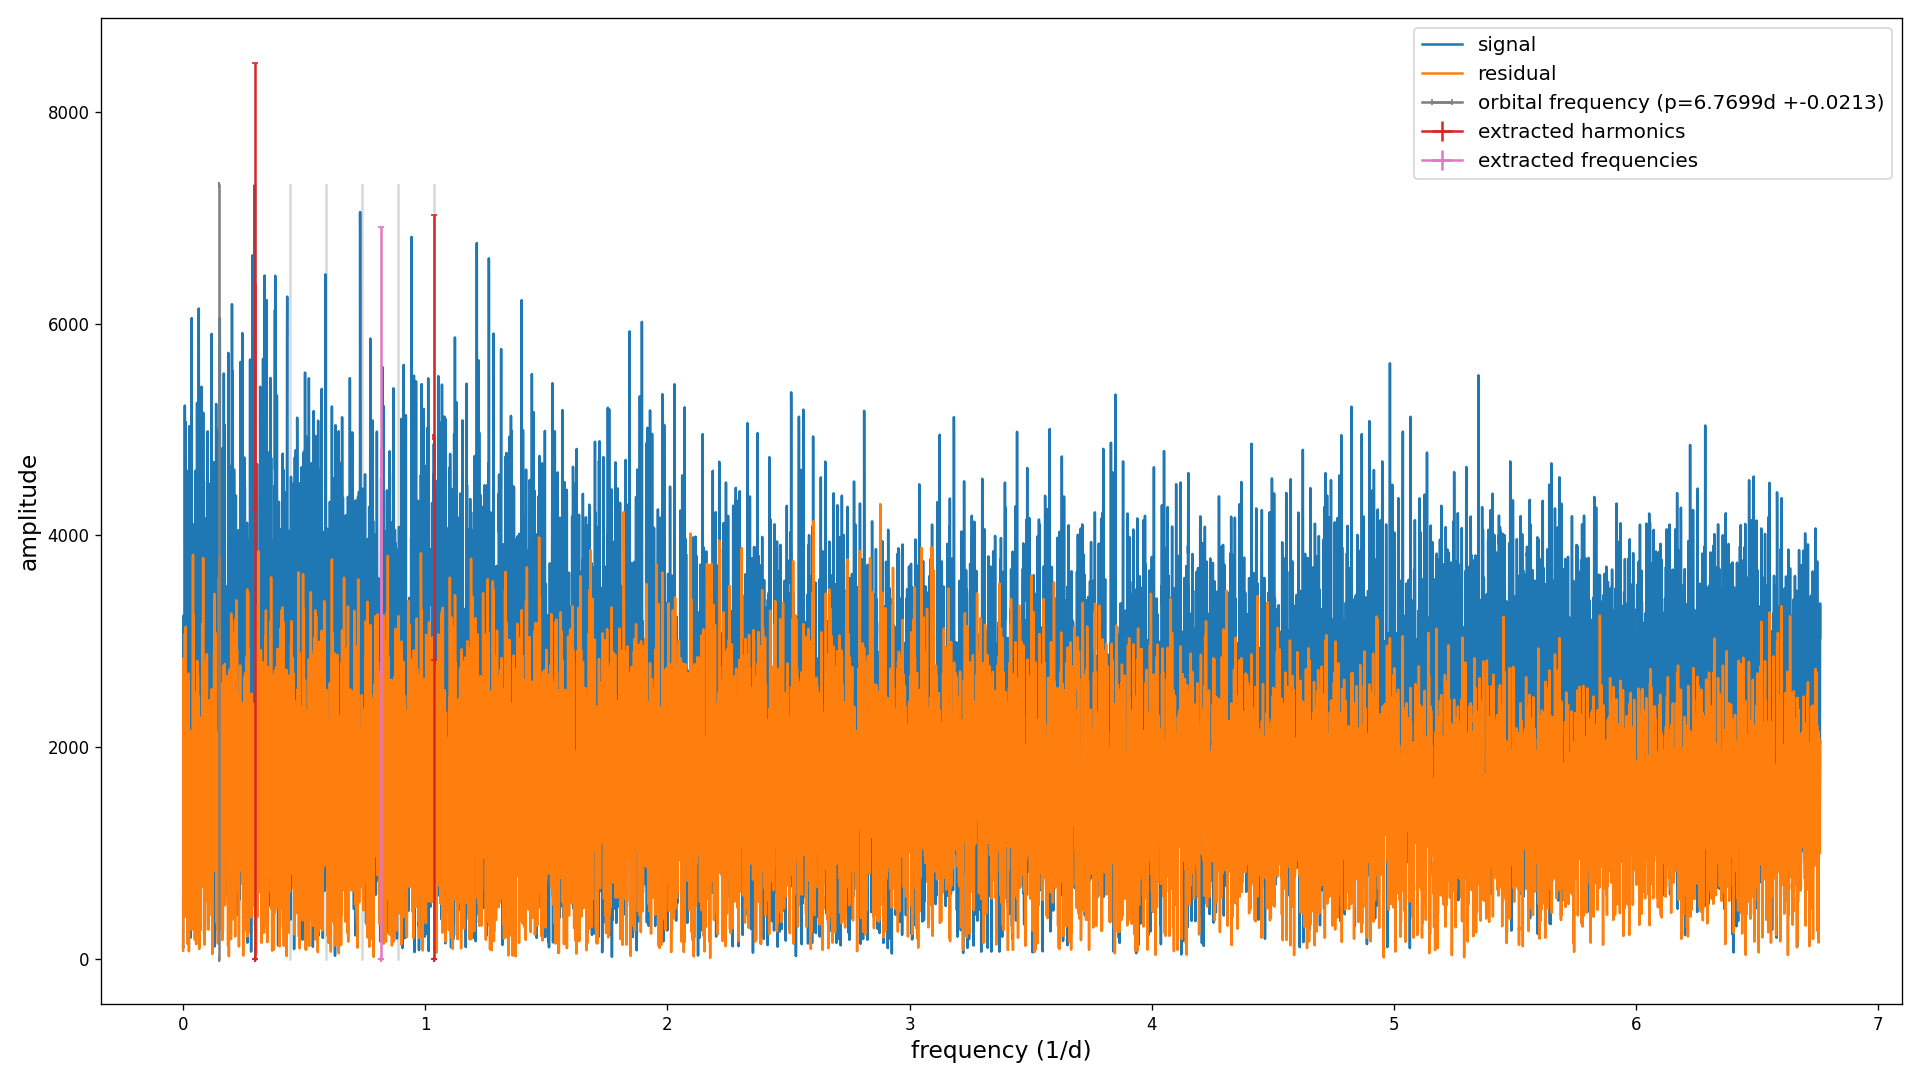 signal
residual
orbital frequency (p=6.7699d +-0.0213)
extracted harmonics
extracted frequencies
8000
6000
4000
2000
0
amplitude
0 1 2 3 4 5 6 7
frequency (1/d)